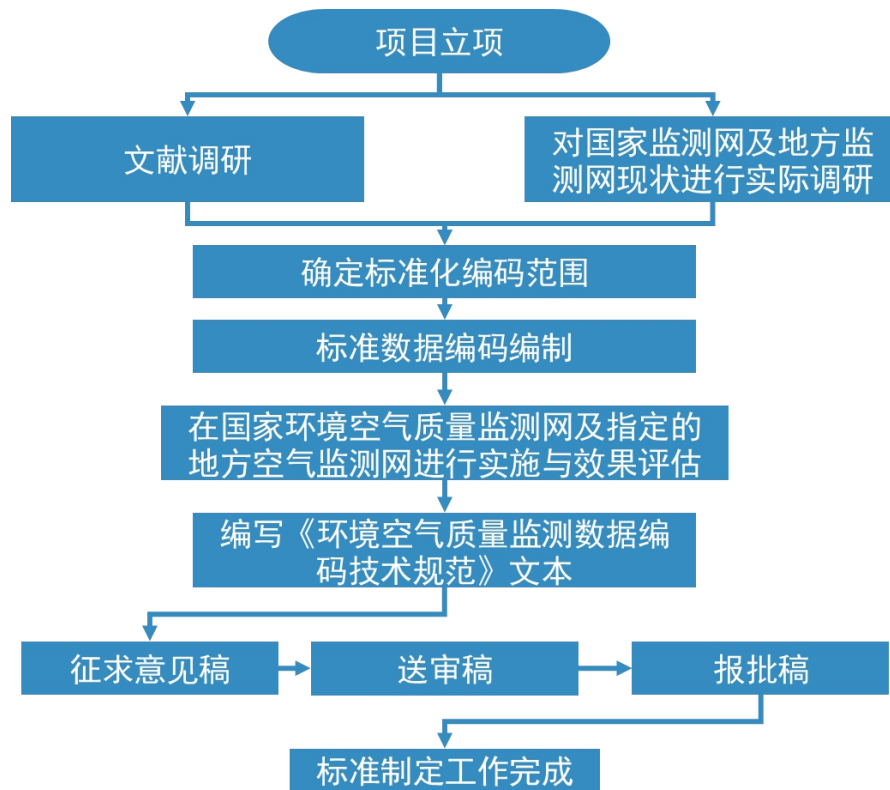 项目立项
文献调研
对国家监测网及地方监
测网现状进行实际调研
确定标准化编码范围
标准数据编码编制
在国家环境空气质量监测网及指定的
地方空气监测网进行实施与效果评估
编写《环境空气质量监测数据编
码技术规范》文本
征求意见稿
送审稿
报批稿
标准制定工作完成